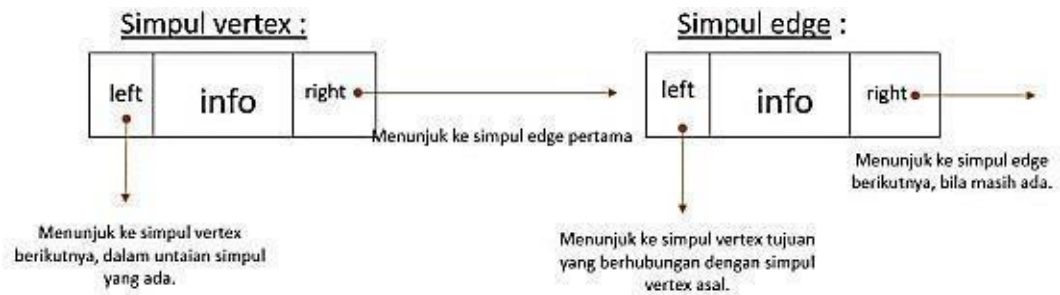 Simpul vertex :
left
info
right
Menunjuk ke simpul edge pertama
Menunjuk ke simpul vertex
berikutnya, dalam untaian simpul
yang ada.
Simpul edge :
left
info
right
Menunjuk ke simpul edge
berikutnya, bila masih ada.
Menunjuk ke simpul vertex tujuan
yang berhubungan dengan simpul
vertex asal.